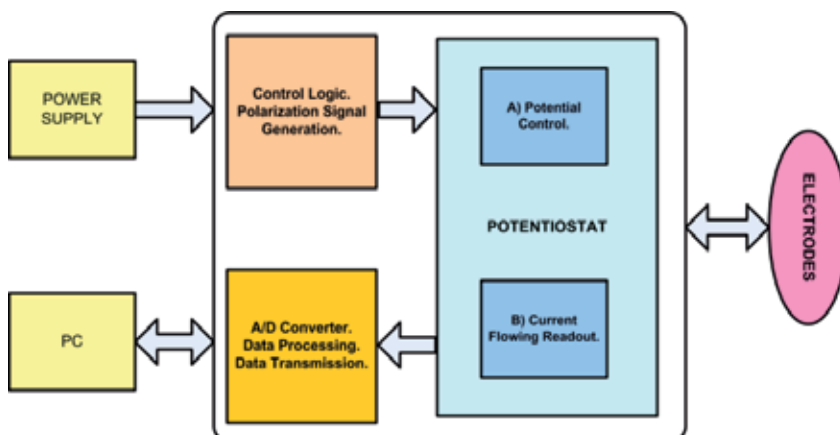 POWER
SUPPLY
Control Logic.
Polarization Signal
Generation.
A) Potential
Control.
POTENTIOSTAT
ELECTRODES
PC
A/D Converter.
Data Processing.
Data Transmission.
B) Current
Flowing Readout.